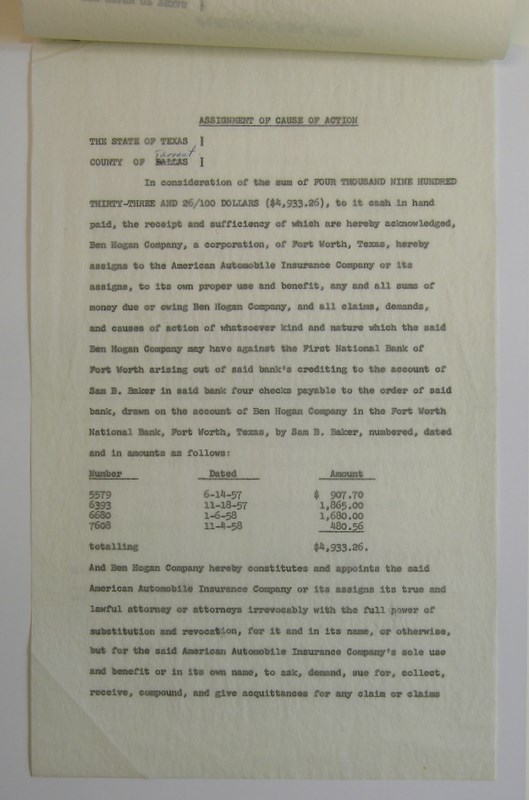 ASSIGNMENT OF CAUSE OF ACTION
THE STATE OF TEXAS
Tarrant
COUNTY OF DALLAS
In consideration of the sum of FOUR THOUSAND NINE HUNDRED
THIRTY-THREE AND 26/100 DOLLARS ($4,933.26), to it cash in hand
paid, the receipt and sufficiency of which are hereby acknowledged,
Ben Hogan Company, a corporation, of Fort Worth, Texas, hereby
assigns to the American Automobile Insurance Company or its
assigns, to its own proper use and benefit, any and all sums of
money due or owing Ben Hogan Company, and all claims, demands,
and causes of action of whatsoever kind and nature which the said
Ben Hogan Company may have against the First National Bank of
Fort Worth arising out of said bank's crediting to the account of
Sam B. Baker in said bank four checks payable to the order of said
bank, drawn on the account of Ben Hogan Company in the Fort Worth
National Bank, Fort Worth, Texas, by Sam B. Baker, numbered, dated
and in amounts as follows:
Number Dated Amount
5579 6-14-57 $ 907.70
6393 11-18-57 1,865.00
6680 1-6-58 1,680.00
7608 11-4-58 480.56
totalling $4,933.26.
And Ben Hogan Company hereby constitutes and appoints the said
American Automobile Insurance Company or its assigns its true and
lawful attorney or attorneys irrevocably with the full power of
substitution and revocation, for it and in its name, or otherwise,
but for the said American Automobile Insurance Company's sole use
and benefit or in its own name, to ask, demand, sue for, collect,
receive, compound, and give acquittances for any claim or claims